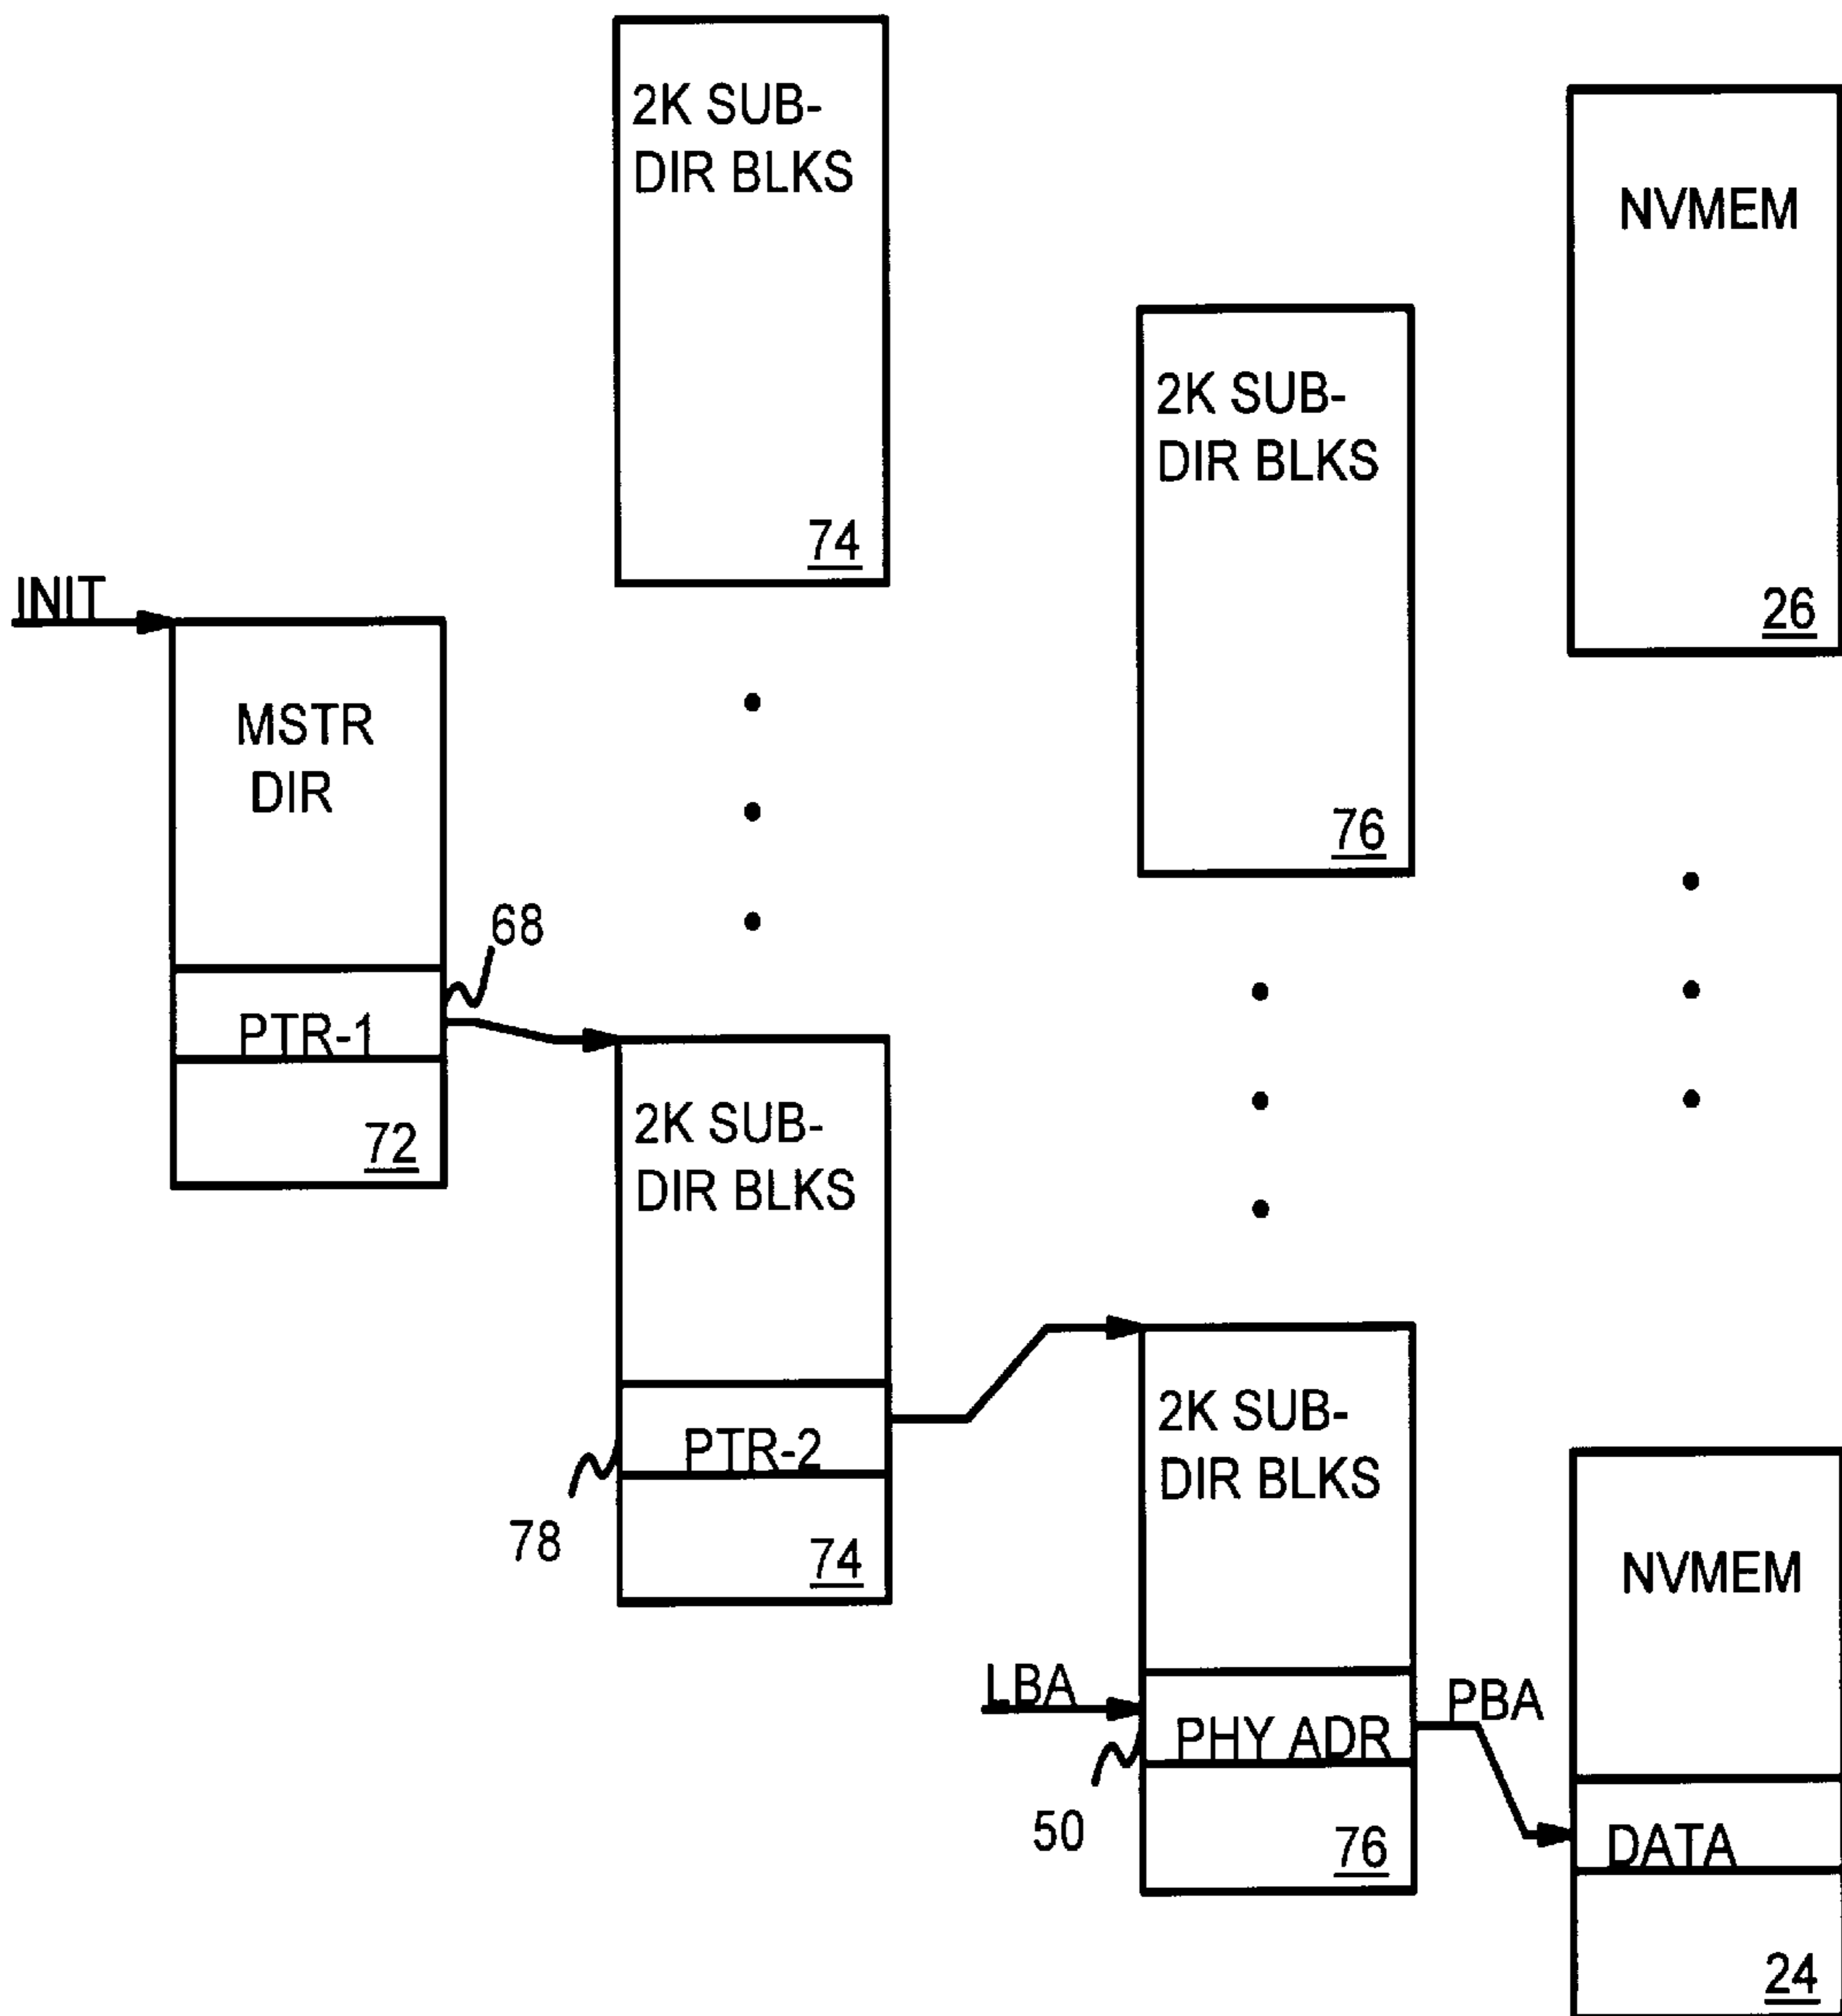 2K SUB-
DIR BLKS
74
NVMEM
26
2K SUB-
DIR BLKS
76
INIT
MSTR
DIR
68
PTR-1
72
2K SUB-
DIR BLKS
PTR-2
78
74
2K SUB-
DIR BLKS
LBA
PHY ADR
PBA
50
76
NVMEM
DATA
24